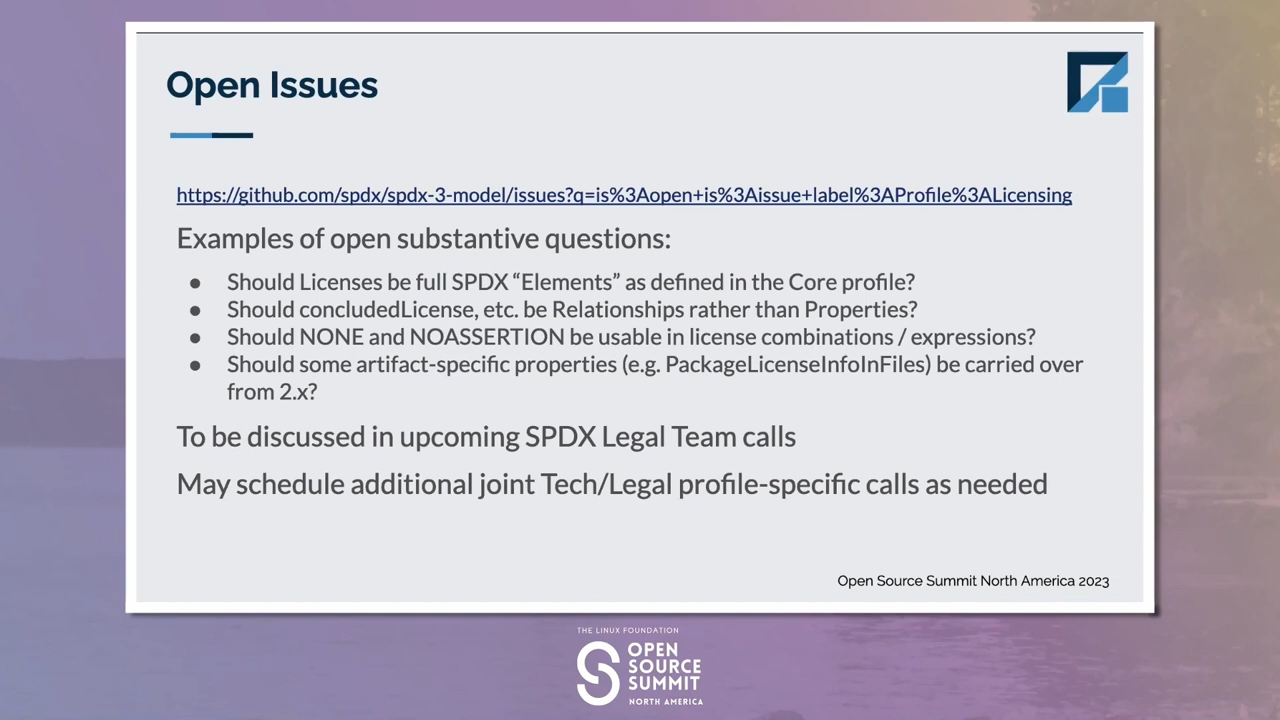 Open Issues
https://github.com/spdx/spdx-3-model/issues?q=is%3Aopen+is%3Aissue+label%3AProfile%3ALicensing
Examples of open substantive questions:
● Should Licenses be full SPDX “Elements” as defined in the Core profile?
● Should concludedLicense, etc. be Relationships rather than Properties?
● Should NONE and NOASSERTION be usable in license combinations / expressions?
● Should some artifact-specific properties (e.g. PackageLicenseInfoInFiles) be carried over
from 2.x?
To be discussed in upcoming SPDX Legal Team calls
May schedule additional joint Tech/Legal profile-specific calls as needed
Open Source Summit North America 2023
THE LINUX FOUNDATION
OPEN
SOURCE
SUMMIT
NORTH AMERICA